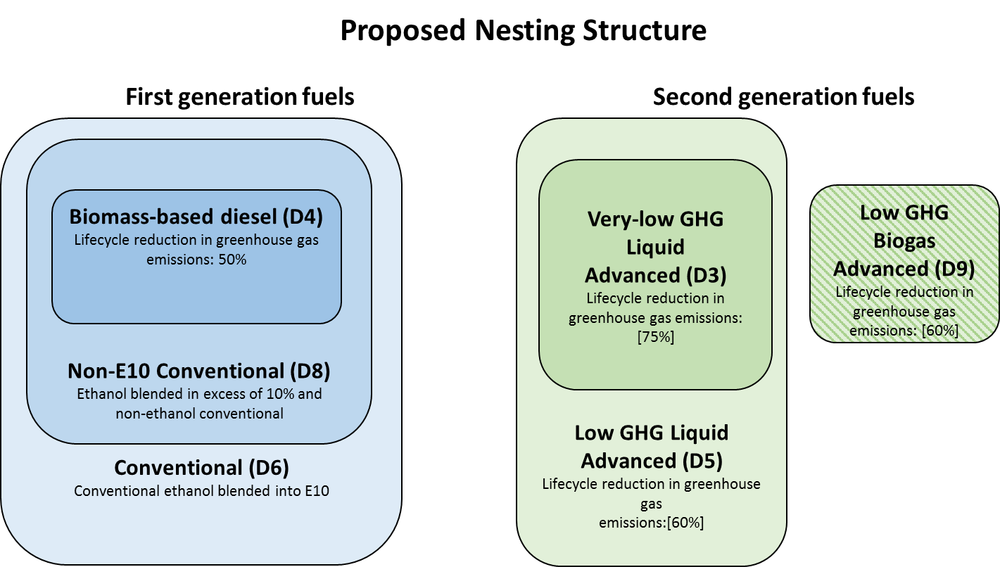 Proposed Nesting Structure
First generation fuels
Biomass-based diesel (D4)
Lifecycle reduction in greenhouse gas
emissions: 50%
Non-E10 Conventional (D8)
Ethanol blended in excess of 10% and
non-ethanol conventional
Conventional (D6)
Conventional ethanol blended into E10
Second generation fuels
Very-low GHG
Liquid
Advanced (D3)
Lifecycle reduction in
greenhouse gas emissions:
[75%]
Low GHG Liquid
Advanced (D5)
Lifecycle reduction in greenhouse
gas
emissions:[60%]
Low GHG
Biogas
Advanced (D9)
Lifecycle reduction in
greenhouse gas
emissions: [60%]